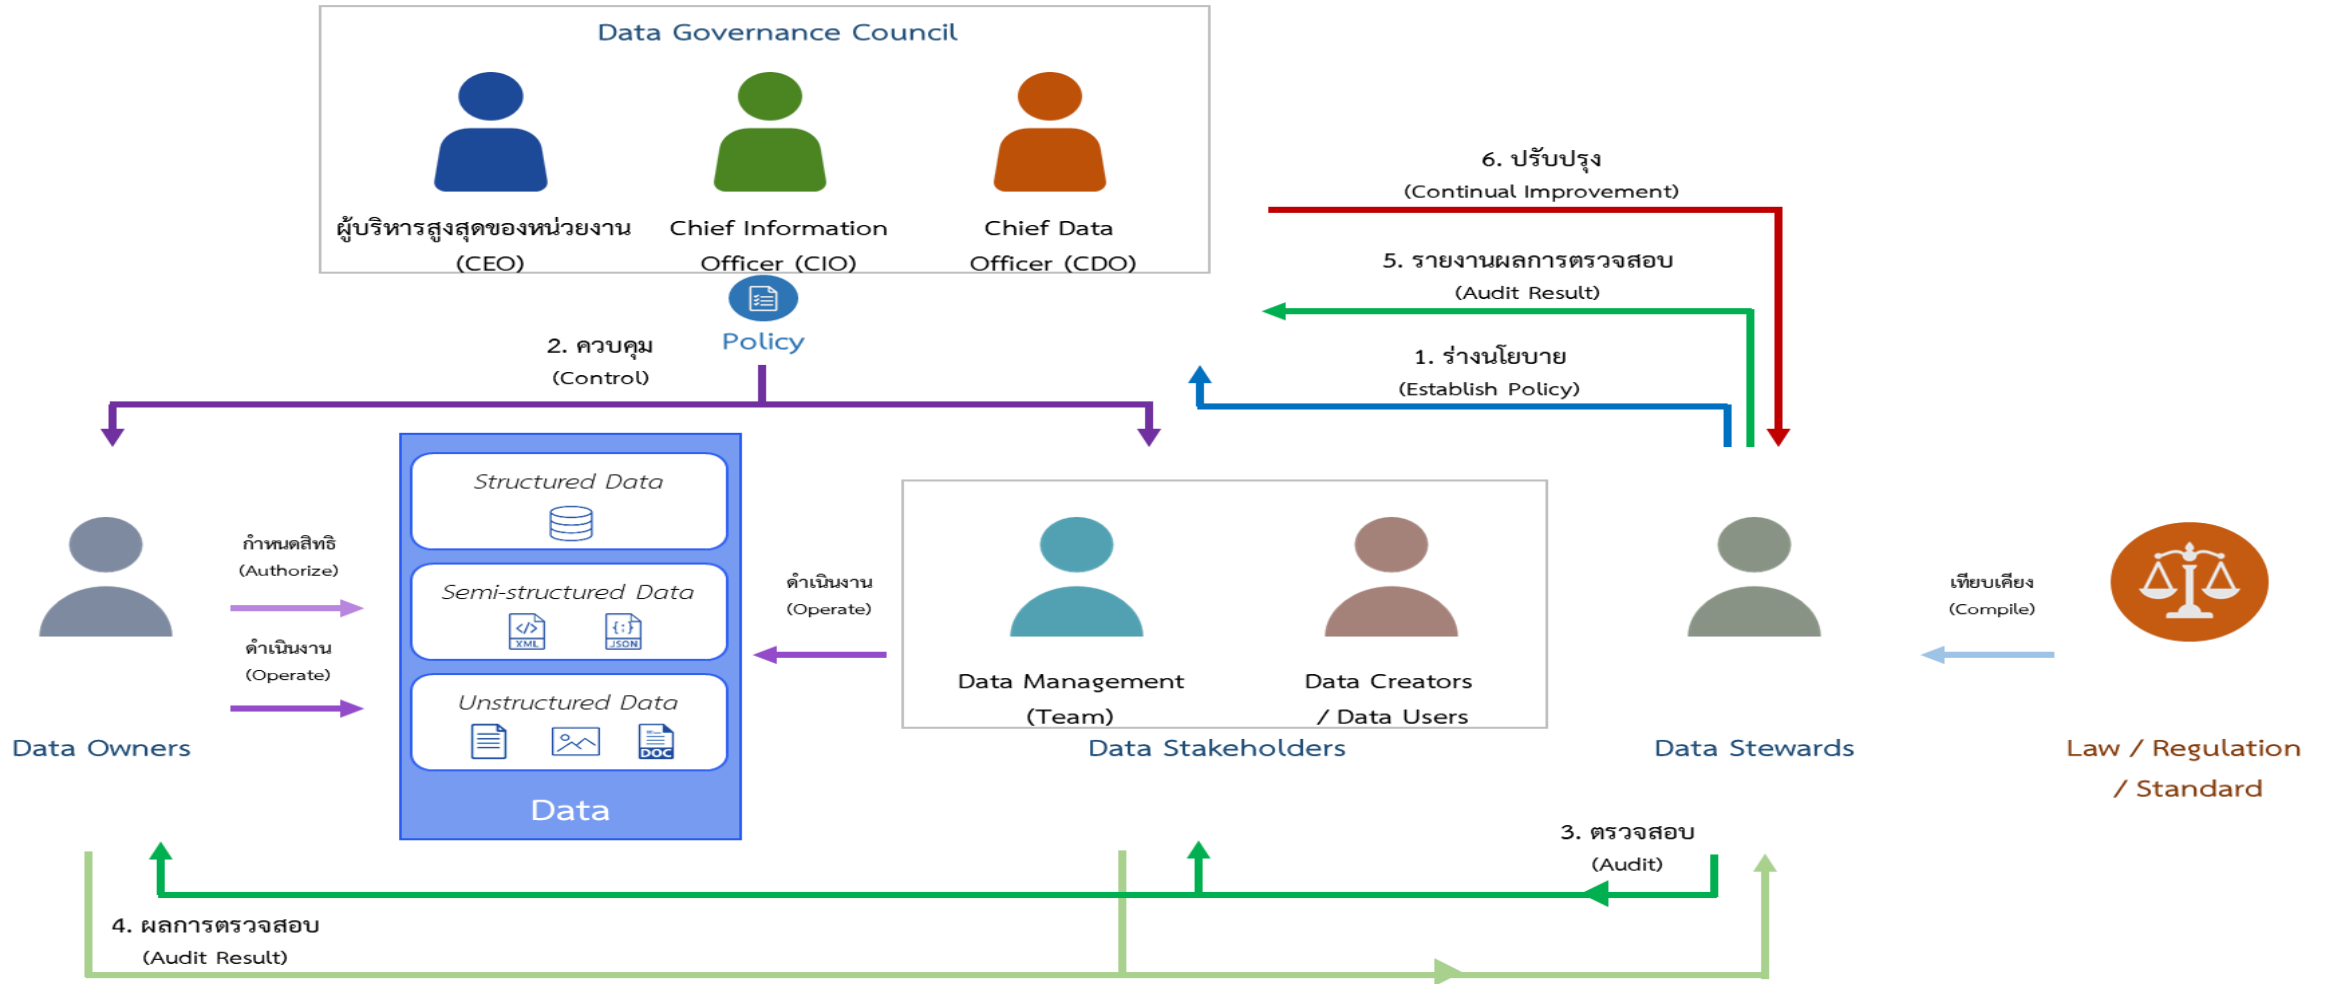 Data Governance Council
ผู้บริหารสูงสุดของหน่วยงาน
(CEO)
Chief Information
Officer (CIO)
Chief Data
Officer (CDO)
Policy
6. ปรับปรุง
(Continual Improvement)
5. รายงานผลการตรวจสอบ
(Audit Result)
1. ร่างนโยบาย
(Establish Policy)
2. ควบคุม
(Control)
Data Owners
กำหนดสิทธิ
(Authorize)
ดำเนินงาน
(Operate)
Structured Data
Semi-structured Data
</>
XML
{;}
JSON
Unstructured Data
DOC
Data
ดำเนินงาน
(Operate)
Data Management
(Team)
Data Creators
/ Data Users
Data Stakeholders
Data Stewards
เทียบเคียง
(Compile)
Law / Regulation
/ Standard
3. ตรวจสอบ
(Audit)
4. ผลการตรวจสอบ
(Audit Result)